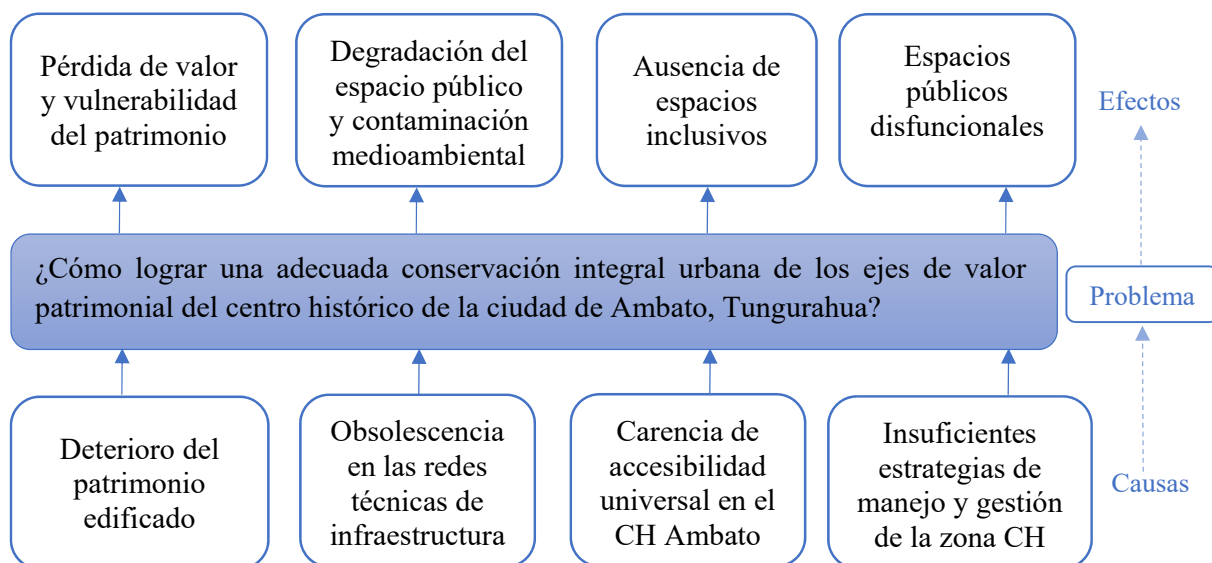 Pérdida de valor
y vulnerabilidad
del patrimonio
Degradación del
espacio público
y contaminación
medioambiental
Ausencia de
espacios
inclusivos
Espacios
públicos
disfuncionales
Efectos
¿Cómo lograr una adecuada conservación integral urbana de los ejes de valor
patrimonial del centro histórico de la ciudad de Ambato, Tungurahua?
Problema
Deterioro del
patrimonio
edificado
Obsolescencia
en las redes
técnicas de
infraestructura
Carencia de
accesibilidad
universal en el
CH Ambato
Insuficientes
estrategias de
manejo y gestión
de la zona CH
Causas